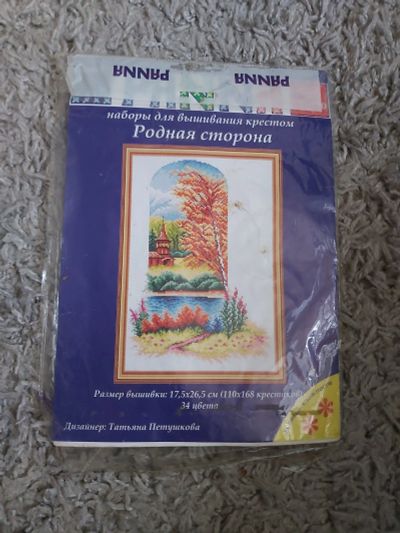 PANNA PANNA
наборы для вышивания крестом
Родная сторона
Размер вышивки: 17,5х26,5 см (110х168 крестиков)
34 цвета
Дизайнер: Татьяна Петушкова